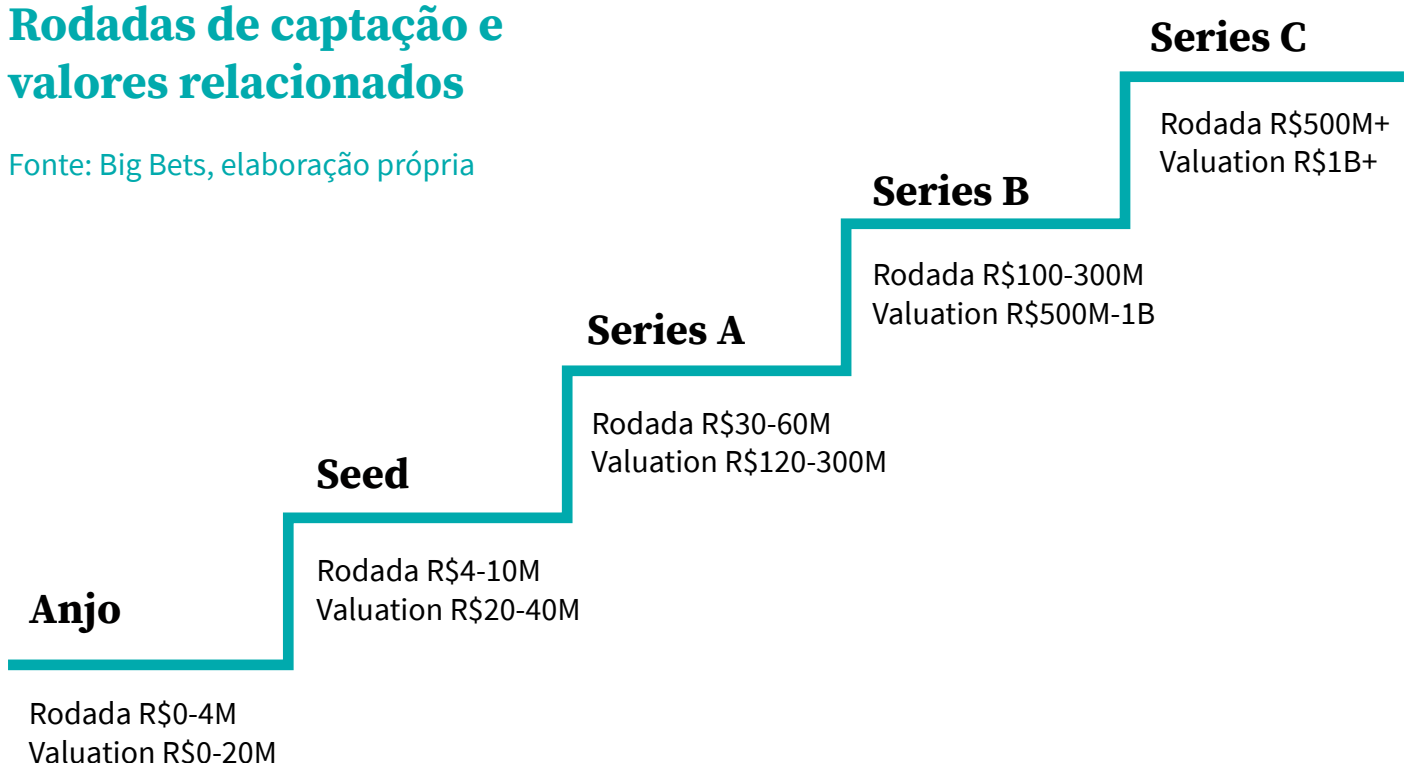 Rodadas de captação e
valores relacionados
Fonte: Big Bets, elaboração própria
Anjo
Rodada R$0-4M
Valuation R$0-20M
Seed
Rodada R$4-10M
Valuation R$20-40M
Series A
Rodada R$30-60M
Valuation R$120-300M
Series B
Rodada R$100-300M
Valuation R$500M-1B
Series C
Rodada R$500M+
Valuation R$1B+